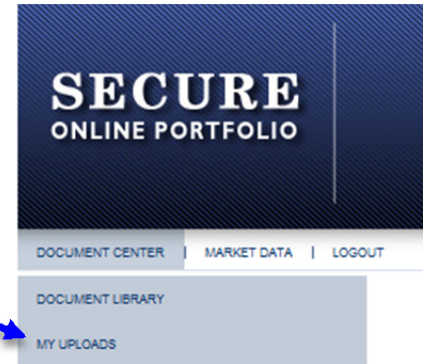 SECURE
ONLINE PORTFOLIO
DOCUMENT CENTER | MARKET DATA | LOGOUT
DOCUMENT LIBRARY
MY UPLOADS